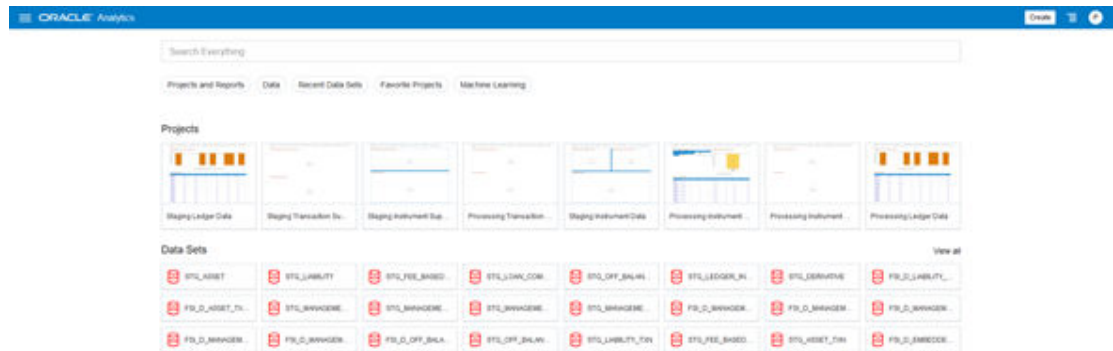 ORACLE Analytics
Create
P
Search Everything
Projects and Reports Data Recent Data Sets Favorite Projects Machine Learning
Projects
Staging Ledger Data Staging Transaction Su... Staging Instrument Sup... Processing Transaction ... Staging Instrument Data Processing Instrument ... Processing Instrument ... Processing Ledger Data
Data Sets View all
STG_ASSET STG_LIABILITY STG_FEE_BASED... STG_LOAN_COM... STG_OFF_BALAN... STG_LEDGER_IN... STG_DERIVATIVE FSI_D_LIABILITY_...
FSI_D_ASSET_TX... STG_MANAGEME... STG_MANAGEME... STG_MANAGEME... STG_MANAGEME... FSI_D_MANAGEM... FSI_D_MANAGEM... FSI_D_MANAGEM...
FSI_D_MANAGEM... FSI_D_MANAGEM... FSI_D_OFF_BALA... STG_OFF_BALAN... STG_LIABILITY_TXN STG_FEE_BASED... STG_ASSET_TXN FSI_D_EMBEDDE...